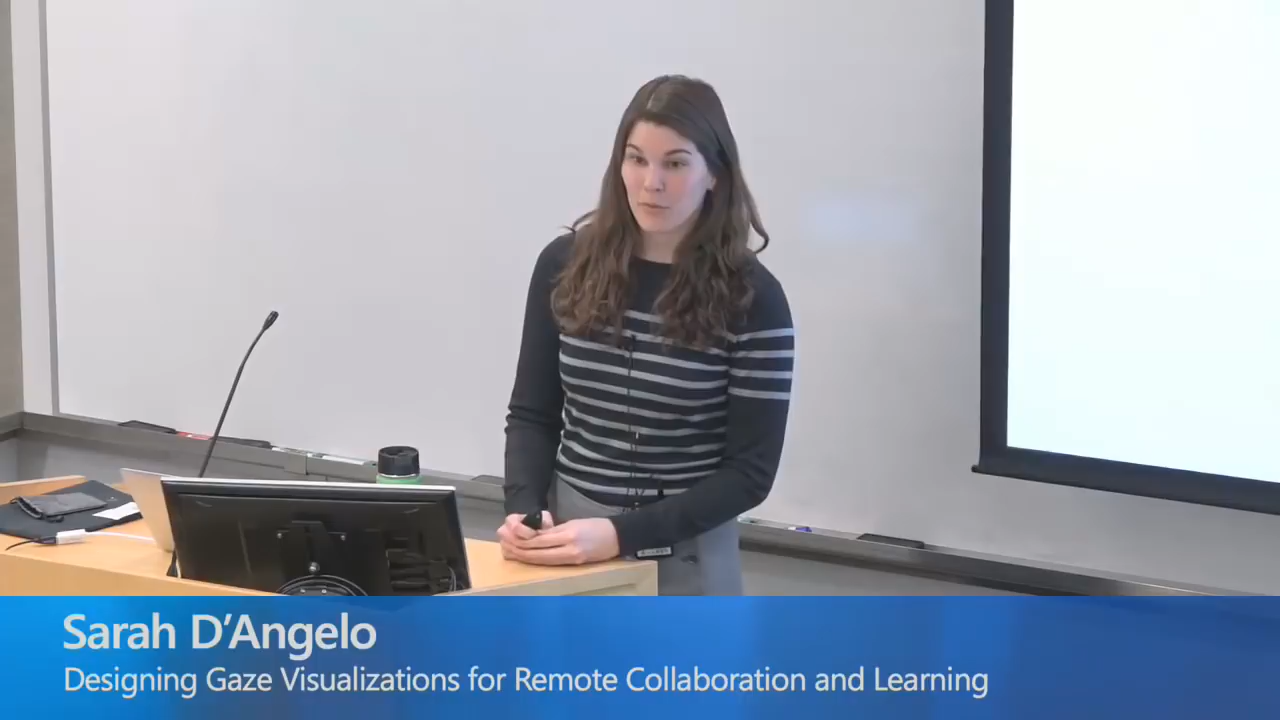 Sarah D’Angelo
Designing Gaze Visualizations for Remote Collaboration and Learning